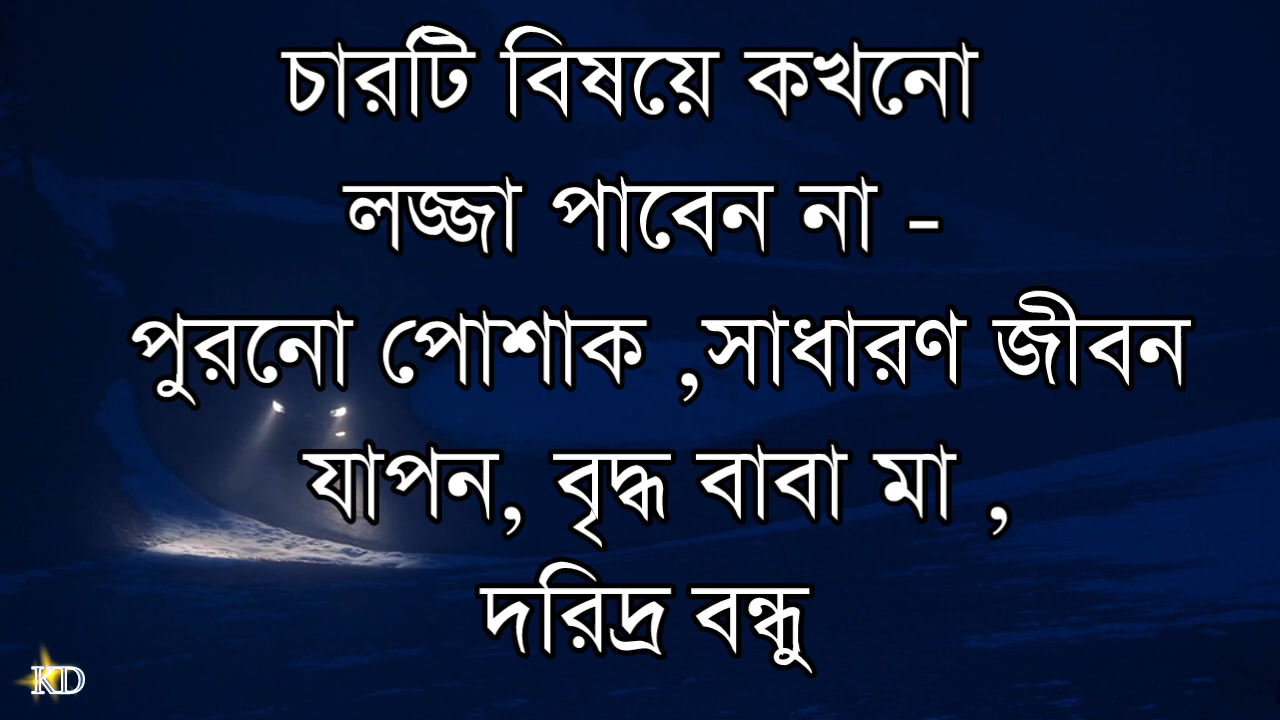 চারটি বিষয়ে কখনো
লজ্জা পাবেন না -
পুরনো পোশাক ,সাধারণ জীবন
যাপন, বৃদ্ধ বাবা মা ,
দরিদ্র বন্ধু
KD